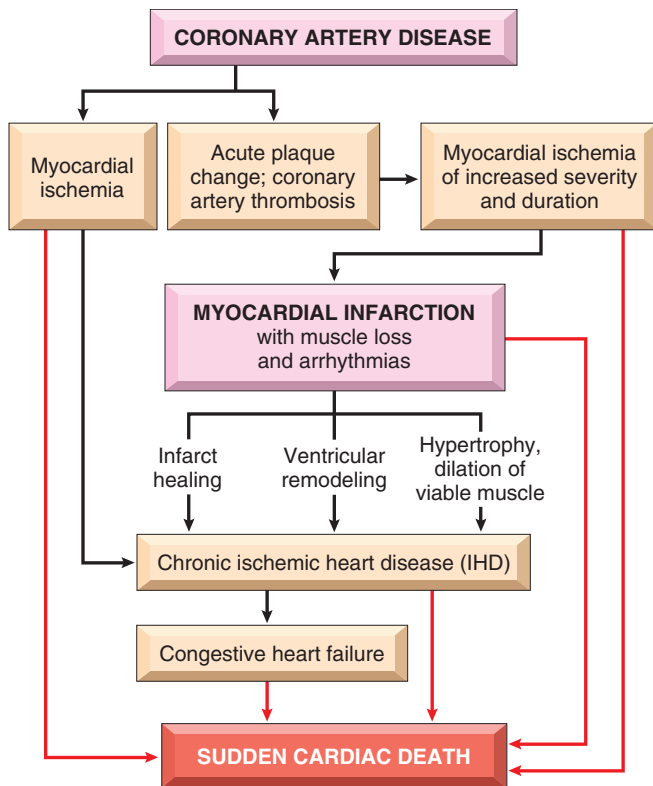 CORONARY ARTERY DISEASE
Myocardial
ischemia
Acute plaque
change; coronary
artery thrombosis
Myocardial ischemia
of increased severity
and duration
MYOCARDIAL INFARCTION
with muscle loss
and arrhythmias
Infarct
healing
Ventricular
remodeling
Hypertrophy,
dilation of
viable muscle
Chronic ischemic heart disease (IHD)
Congestive heart failure
SUDDEN CARDIAC DEATH